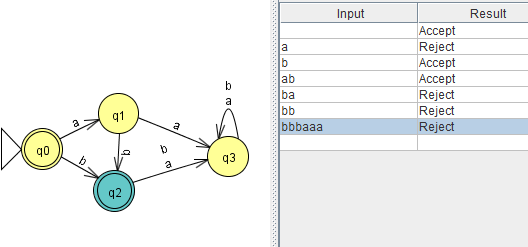 Input Result
Accept
a Reject
b Accept
ab Accept
ba Reject
bb Reject
bbbaaa Reject
b
a
q1
a
a
q0
b
b
b
a
q3
q2